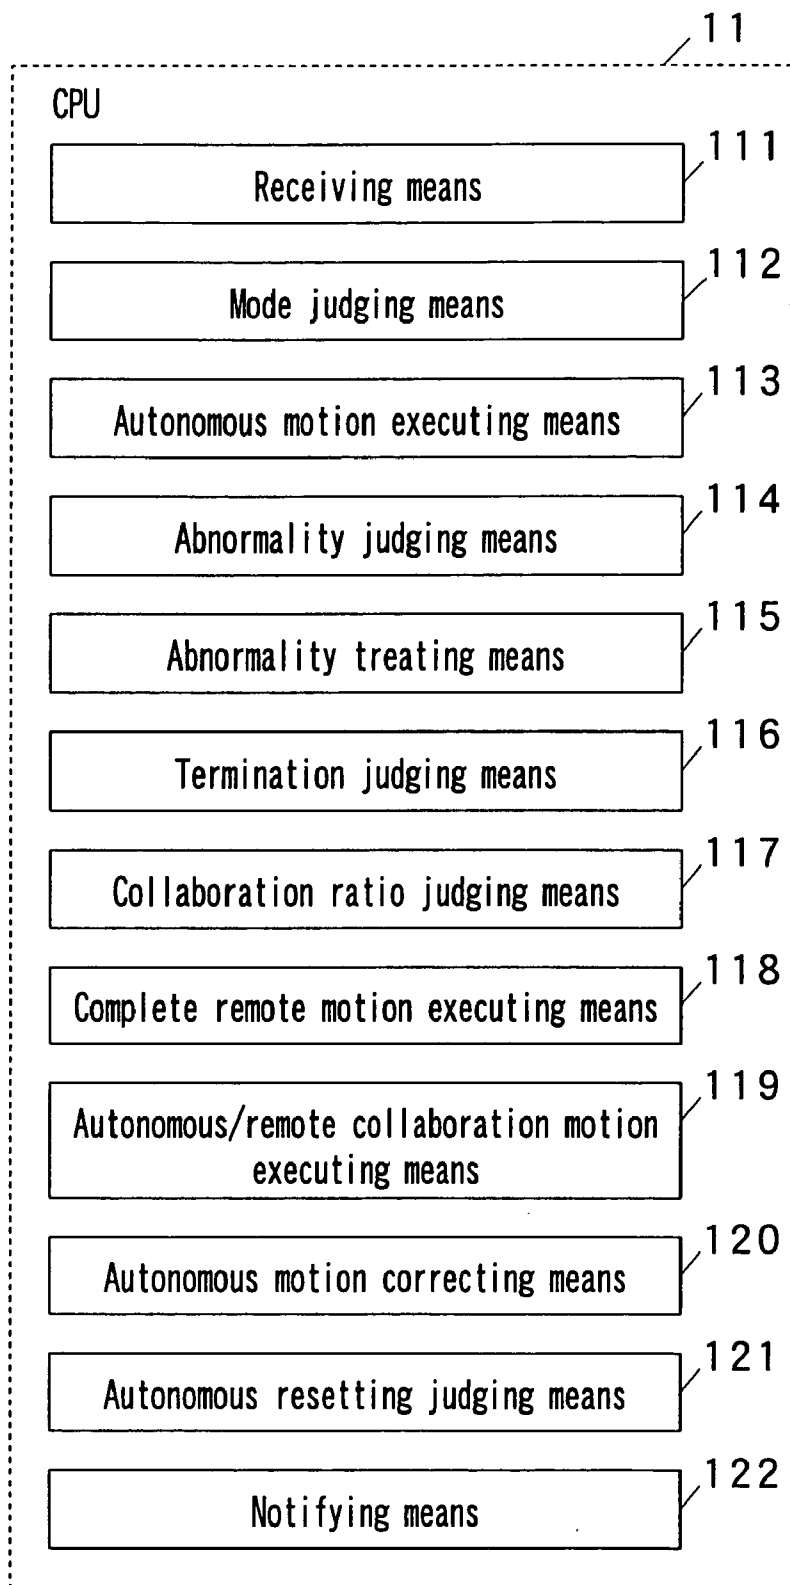 11
CPU
111
Receiving means
112
Mode judging means
113
Autonomous motion executing means
114
Abnormality judging means
115
Abnormality treating means
116
Termination judging means
117
Collaboration ratio judging means
118
Complete remote motion executing means
119
Autonomous/remote collaboration motion
executing means
120
Autonomous motion correcting means
121
Autonomous resetting judging means
122
Notifying means